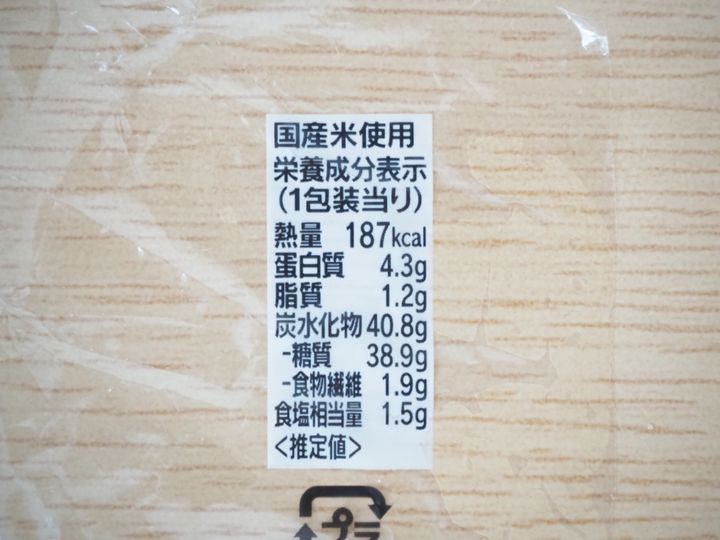 国産米使用
栄養成分表示
(1包装当り)
熱量 187kcal
蛋白質 4.3g
脂質 1.2g
炭水化物 40.8g
-糖質 38.9g
-食物繊維 1.9g
食塩相当量 1.5g
<推定値>
プラ